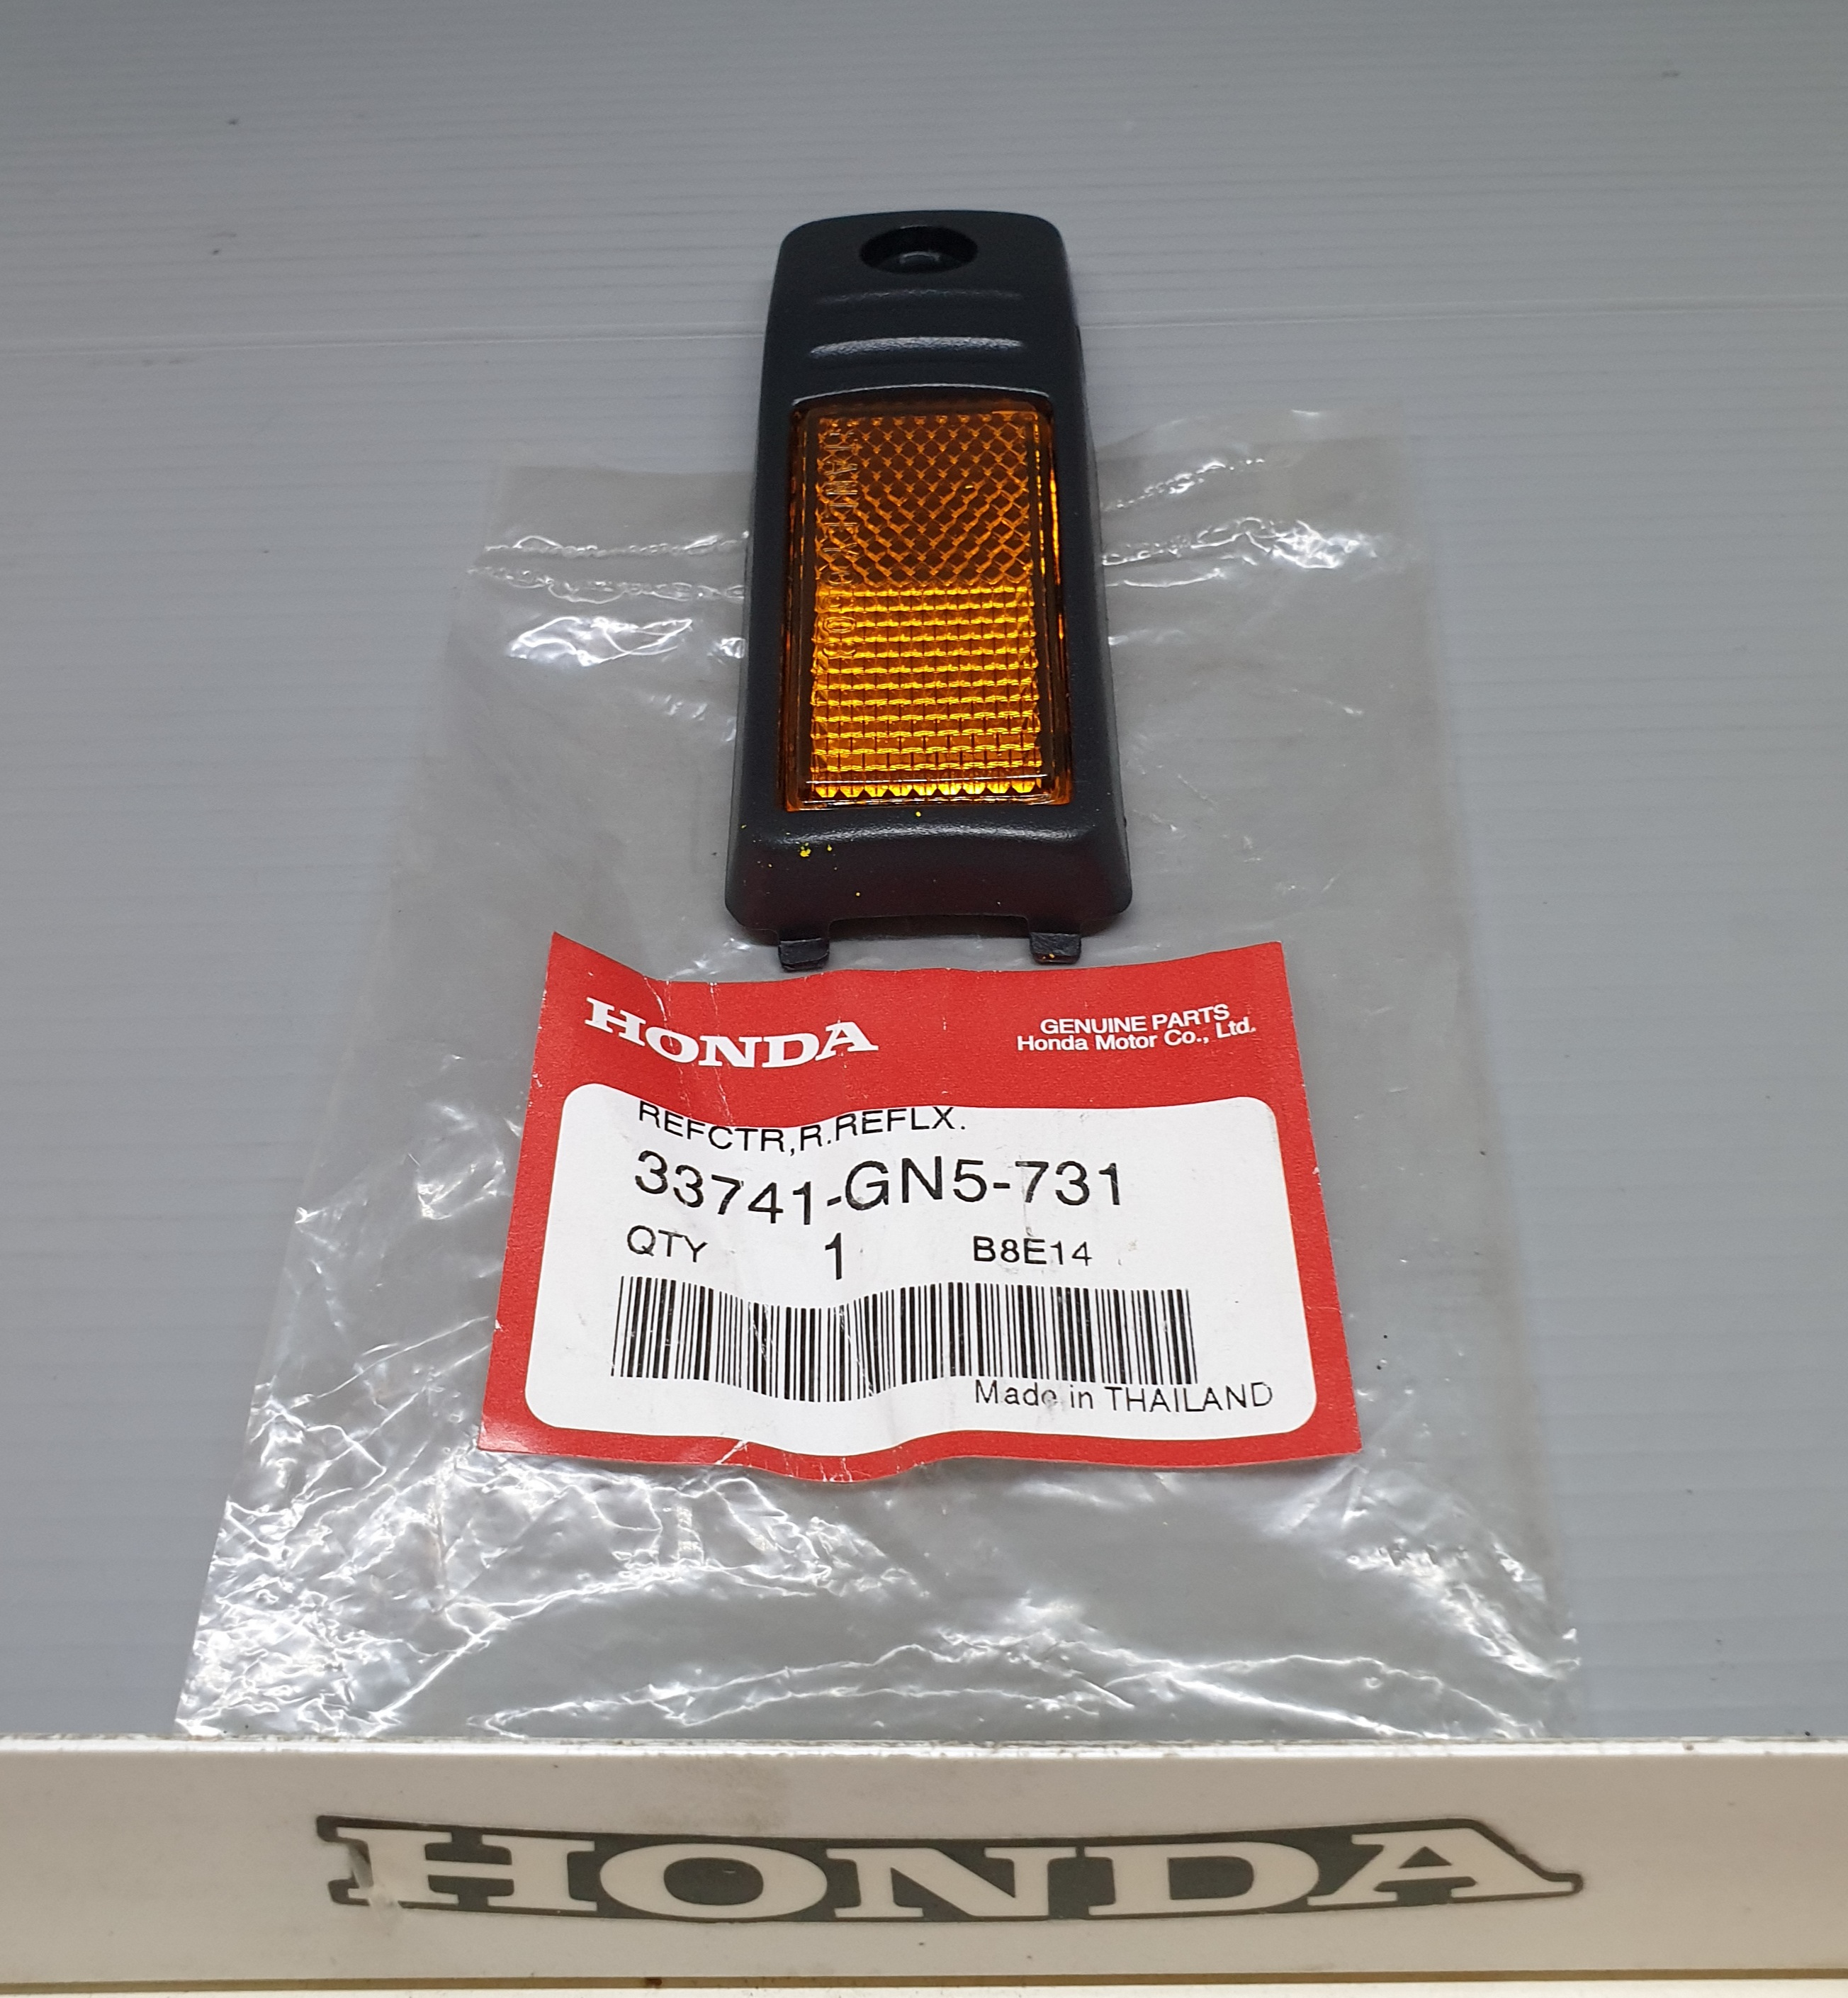 STANLEY
HONDA
GENUINE PARTS
Honda Motor Co., Ltd.
REFCTR,R.REFLX.
33741-GN5-731
QTY 1 B8E14
Made in THAILAND
HONDA